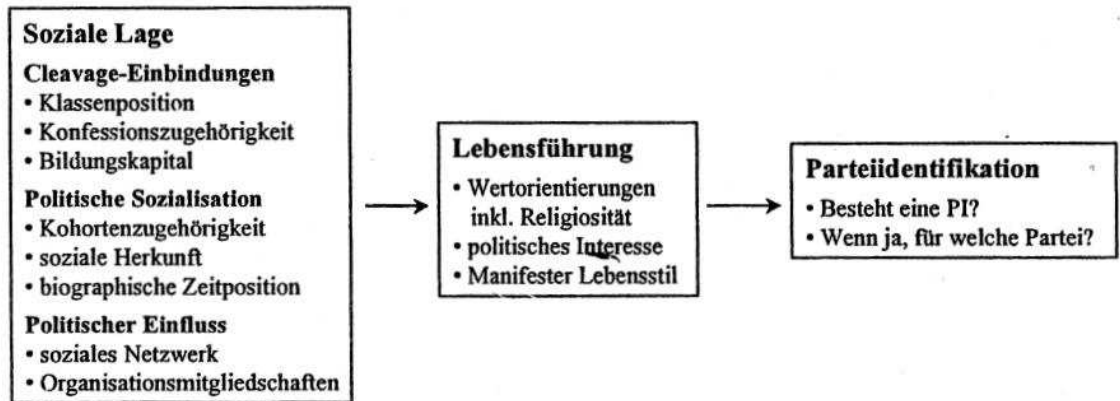 Soziale Lage
Cleavage-Einbindungen
• Klassenposition
• Konfessionszugehörigkeit
• Bildungskapital
Politische Sozialisation
• Kohortenzugehörigkeit
• soziale Herkunft
• biographische Zeitposition
Politischer Einfluss
• soziales Netzwerk
• Organisationsmitgliedschaften
Lebensführung
• Wertorientierungen
inkl. Religiosität
• politisches Interesse
• Manifester Lebensstil
Parteiidentifikation
• Besteht eine PI?
• Wenn ja, für welche Partei?